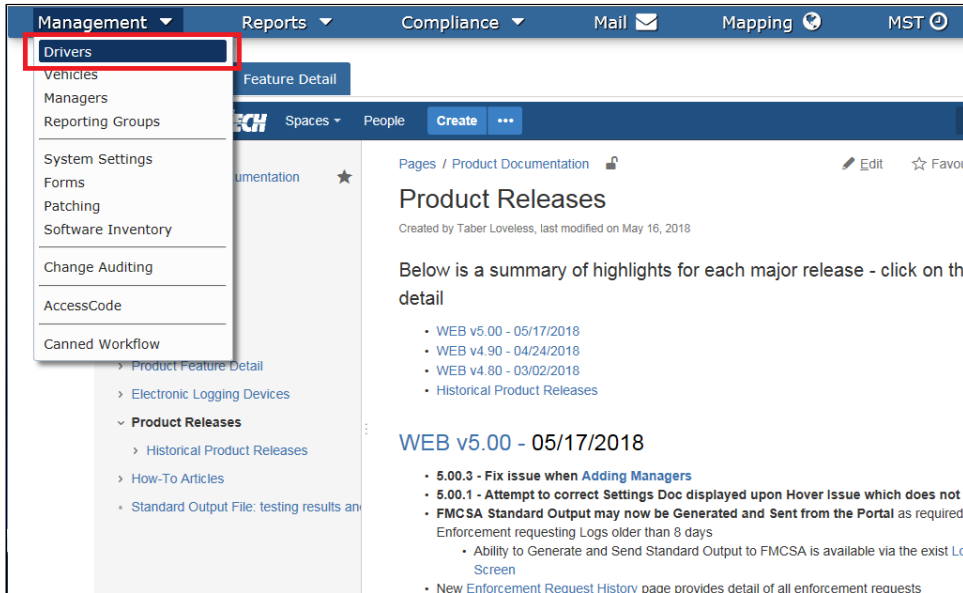 Management Reports Compliance Mail Mapping MST
Drivers
Vehicles
Managers
Reporting Groups
System Settings
Forms
Patching
Software Inventory
Change Auditing
AccessCode
Canned Workflow
Feature Detail
Spaces People Create •••
umentation
› Product Feature Detail
› Electronic Logging Devices
Product Releases
› Historical Product Releases
› How-To Articles
• Standard Output File: testing results an
Pages / Product Documentation Edit Favou
Product Releases
Created by Taber Loveless, last modified on May 16, 2018
Below is a summary of highlights for each major release - click on th
detail
• WEB v5.00 - 05/17/2018
• WEB v4.90 - 04/24/2018
• WEB v4.80 - 03/02/2018
• Historical Product Releases
WEB v5.00 - 05/17/2018
• 5.00.3 - Fix issue when Adding Managers
• 5.00.1 - Attempt to correct Settings Doc displayed upon Hover Issue which does not
• FMCSA Standard Output may now be Generated and Sent from the Portal as required
Enforcement requesting Logs older than 8 days
• Ability to Generate and Send Standard Output to FMCSA is available via the exist Lo
Screen
• New Enforcement Request History page provides detail of all enforcement requests